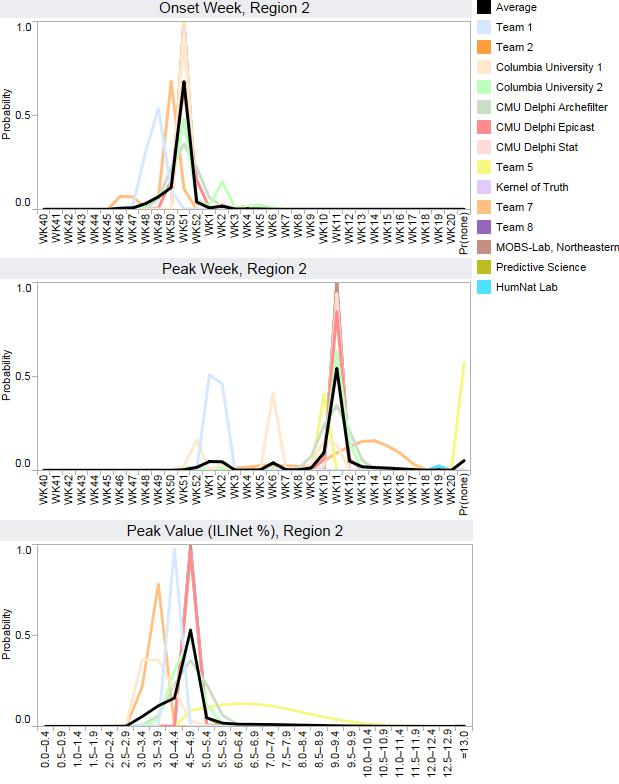 Onset Week, Region 2
1.0
0.5
0.0
Probability
WK40
WK41
WK42
WK43
WK44
WK45
WK46
WK47
WK48
WK49
WK50
WK51
WK52
WK1
WK2
WK3
WK4
WK5
WK6
WK7
WK8
WK9
WK10
WK11
WK12
WK13
WK14
WK15
WK16
WK17
WK18
WK19
WK20
Pr(none)
Peak Week, Region 2
1.0
0.5
0.0
Probability
WK40
WK41
WK42
WK43
WK44
WK45
WK46
WK47
WK48
WK49
WK50
WK51
WK52
WK1
WK2
WK3
WK4
WK5
WK6
WK7
WK8
WK9
WK10
WK11
WK12
WK13
WK14
WK15
WK16
WK17
WK18
WK19
WK20
Pr(none)
Peak Value (ILINet %), Region 2
1.0
0.5
0.0
Probability
0.0–0.4
0.5–0.9
1.0–1.4
1.5–1.9
2.0–2.4
2.5–2.9
3.0–3.4
3.5–3.9
4.0–4.4
4.5–4.9
5.0–5.4
5.5–5.9
6.0–6.4
6.5–6.9
7.0–7.4
7.5–7.9
8.0–8.4
8.5–8.9
9.0–9.4
9.5–9.9
10.0–10.4
10.5–10.9
11.0–11.4
11.5–11.9
12.0–12.4
12.5–12.9
=13.0
Average
Team 1
Team 2
Columbia University 1
Columbia University 2
CMU Delphi Archefilter
CMU Delphi Epicast
CMU Delphi Stat
Team 5
Kernel of Truth
Team 7
Team 8
MOBS-Lab, Northeastern
Predictive Science
HumNat Lab